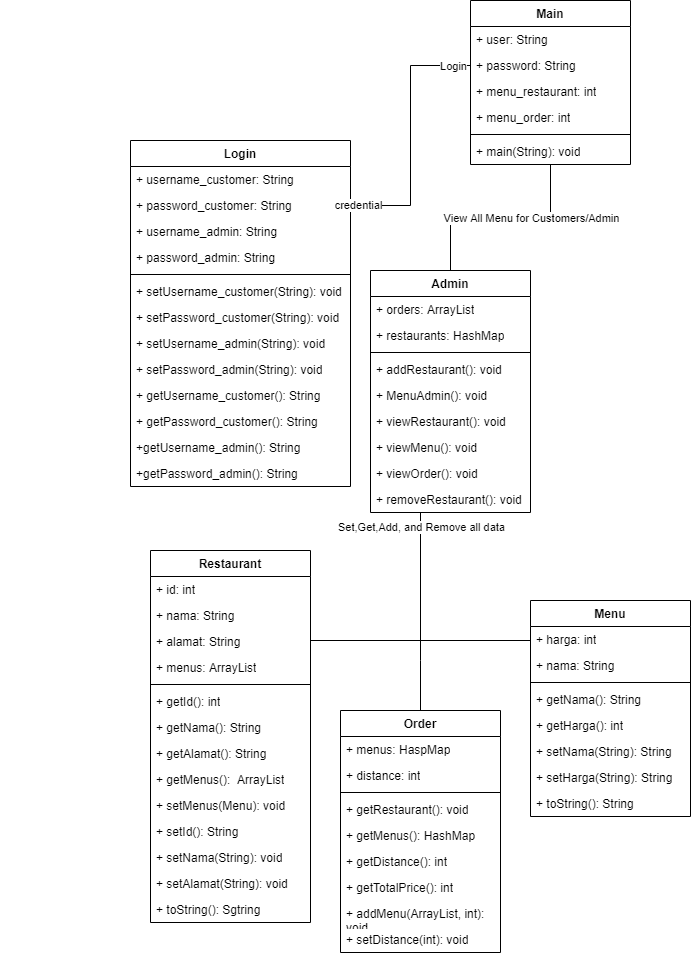 Main
+ user: String
+ password: String
+ menu_restaurant: int
+ menu_order: int
+ main(String): void
Login
credential
View All Menu for Customers/Admin
Login
+ username_customer: String
+ password_customer: String
+ username_admin: String
+ password_admin: String
+ setUsername_customer(String): void
+ setPassword_customer(String): void
+ setUsername_admin(String): void
+ setPassword_admin(String): void
+ getUsername_customer(): String
+ getPassword_customer(): String
+getUsername_admin(): String
+getPassword_admin(): String
Admin
+ orders: ArrayList
+ restaurants: HashMap
+ addRestaurant(): void
+ MenuAdmin(): void
+ viewRestaurant(): void
+ viewMenu(): void
+ viewOrder(): void
+ removeRestaurant(): void
Set,Get,Add, and Remove all data
Restaurant
+ id: int
+ nama: String
+ alamat: String
+ menus: ArrayList
+ getId(): int
+ getNama(): String
+ getAlamat(): String
+ getMenus():  ArrayList
+ setMenus(Menu): void
+ setId(): String
+ setNama(String): void
+ setAlamat(String): void
+ toString(): Sgtring
Order
+ menus: HaspMap
+ distance: int
+ getRestaurant(): void
+ getMenus(): HashMap
+ getDistance(): int
+ getTotalPrice(): int
+ addMenu(ArrayList, int):
void
+ setDistance(int): void
Menu
+ harga: int
+ nama: String
+ getNama(): String
+ getHarga(): int
+ setNama(String): String
+ setHarga(String): String
+ toString(): String